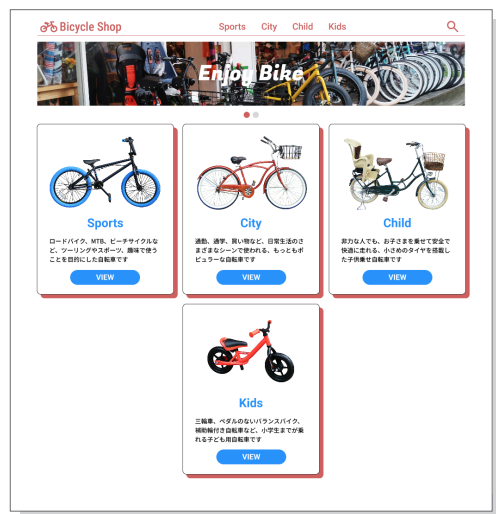 Bicycle Shop
Sports City Child Kids
Enjoy Bike
Sports
ロードバイク、MTB、ビーチサイクルな
ど、ツーリングやスポーツ、趣味で使う
ことを目的にした自転車です
VIEW
City
通勤、通学、買い物など、日常生活のさ
まざまなシーンで使われる、もっともポ
ピュラーな自転車です
VIEW
Child
非力な人でも、お子さまを乗せて安全で
快適に走れる、小さめのタイヤを搭載し
た子供乗せ自転車です
VIEW
Kids
三輪車、ペダルのないバランスバイク、
補助輪付き自転車など、小学生までが乗
れる子ども用自転車です
VIEW